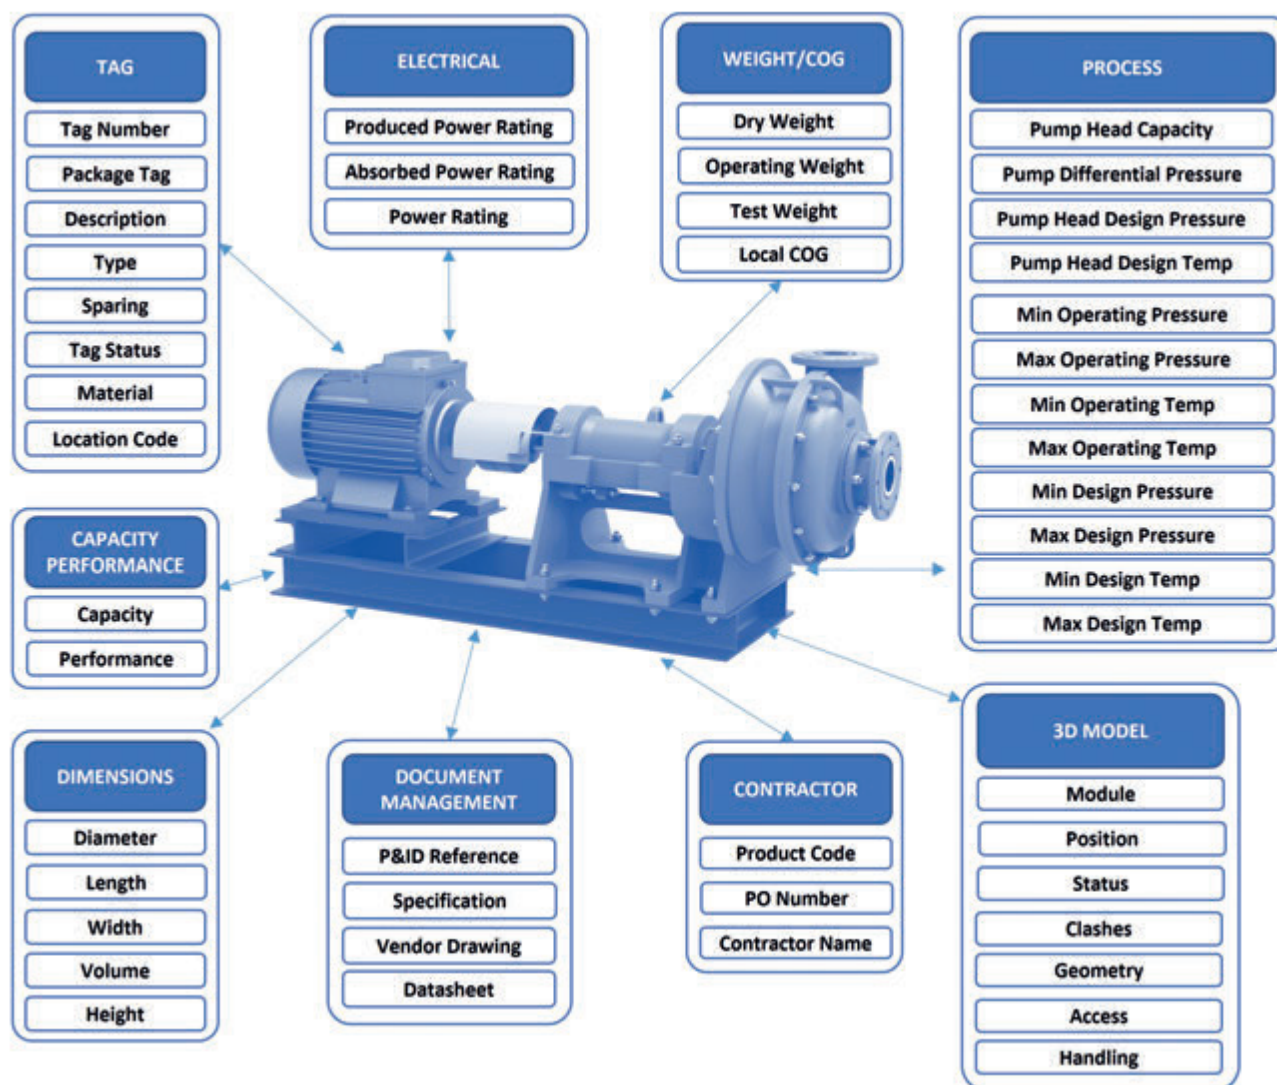 TAG
Tag Number
Package Tag
Description
Type
Sparing
Tag Status
Material
Location Code
ELECTRICAL
Produced Power Rating
Absorbed Power Rating
Power Rating
WEIGHT/COG
Dry Weight
Operating Weight
Test Weight
Local COG
PROCESS
Pump Head Capacity
Pump Differential Pressure
Pump Head Design Pressure
Pump Head Design Temp
Min Operating Pressure
Max Operating Pressure
Min Operating Temp
Max Operating Temp
Min Design Pressure
Max Design Pressure
Min Design Temp
Max Design Temp
CAPACITY
PERFORMANCE
Capacity
Performance
DIMENSIONS
Diameter
Length
Width
Volume
Height
DOCUMENT
MANAGEMENT
P&ID Reference
Specification
Vendor Drawing
Datasheet
CONTRACTOR
Product Code
PO Number
Contractor Name
3D MODEL
Module
Position
Status
Clashes
Geometry
Access
Handling